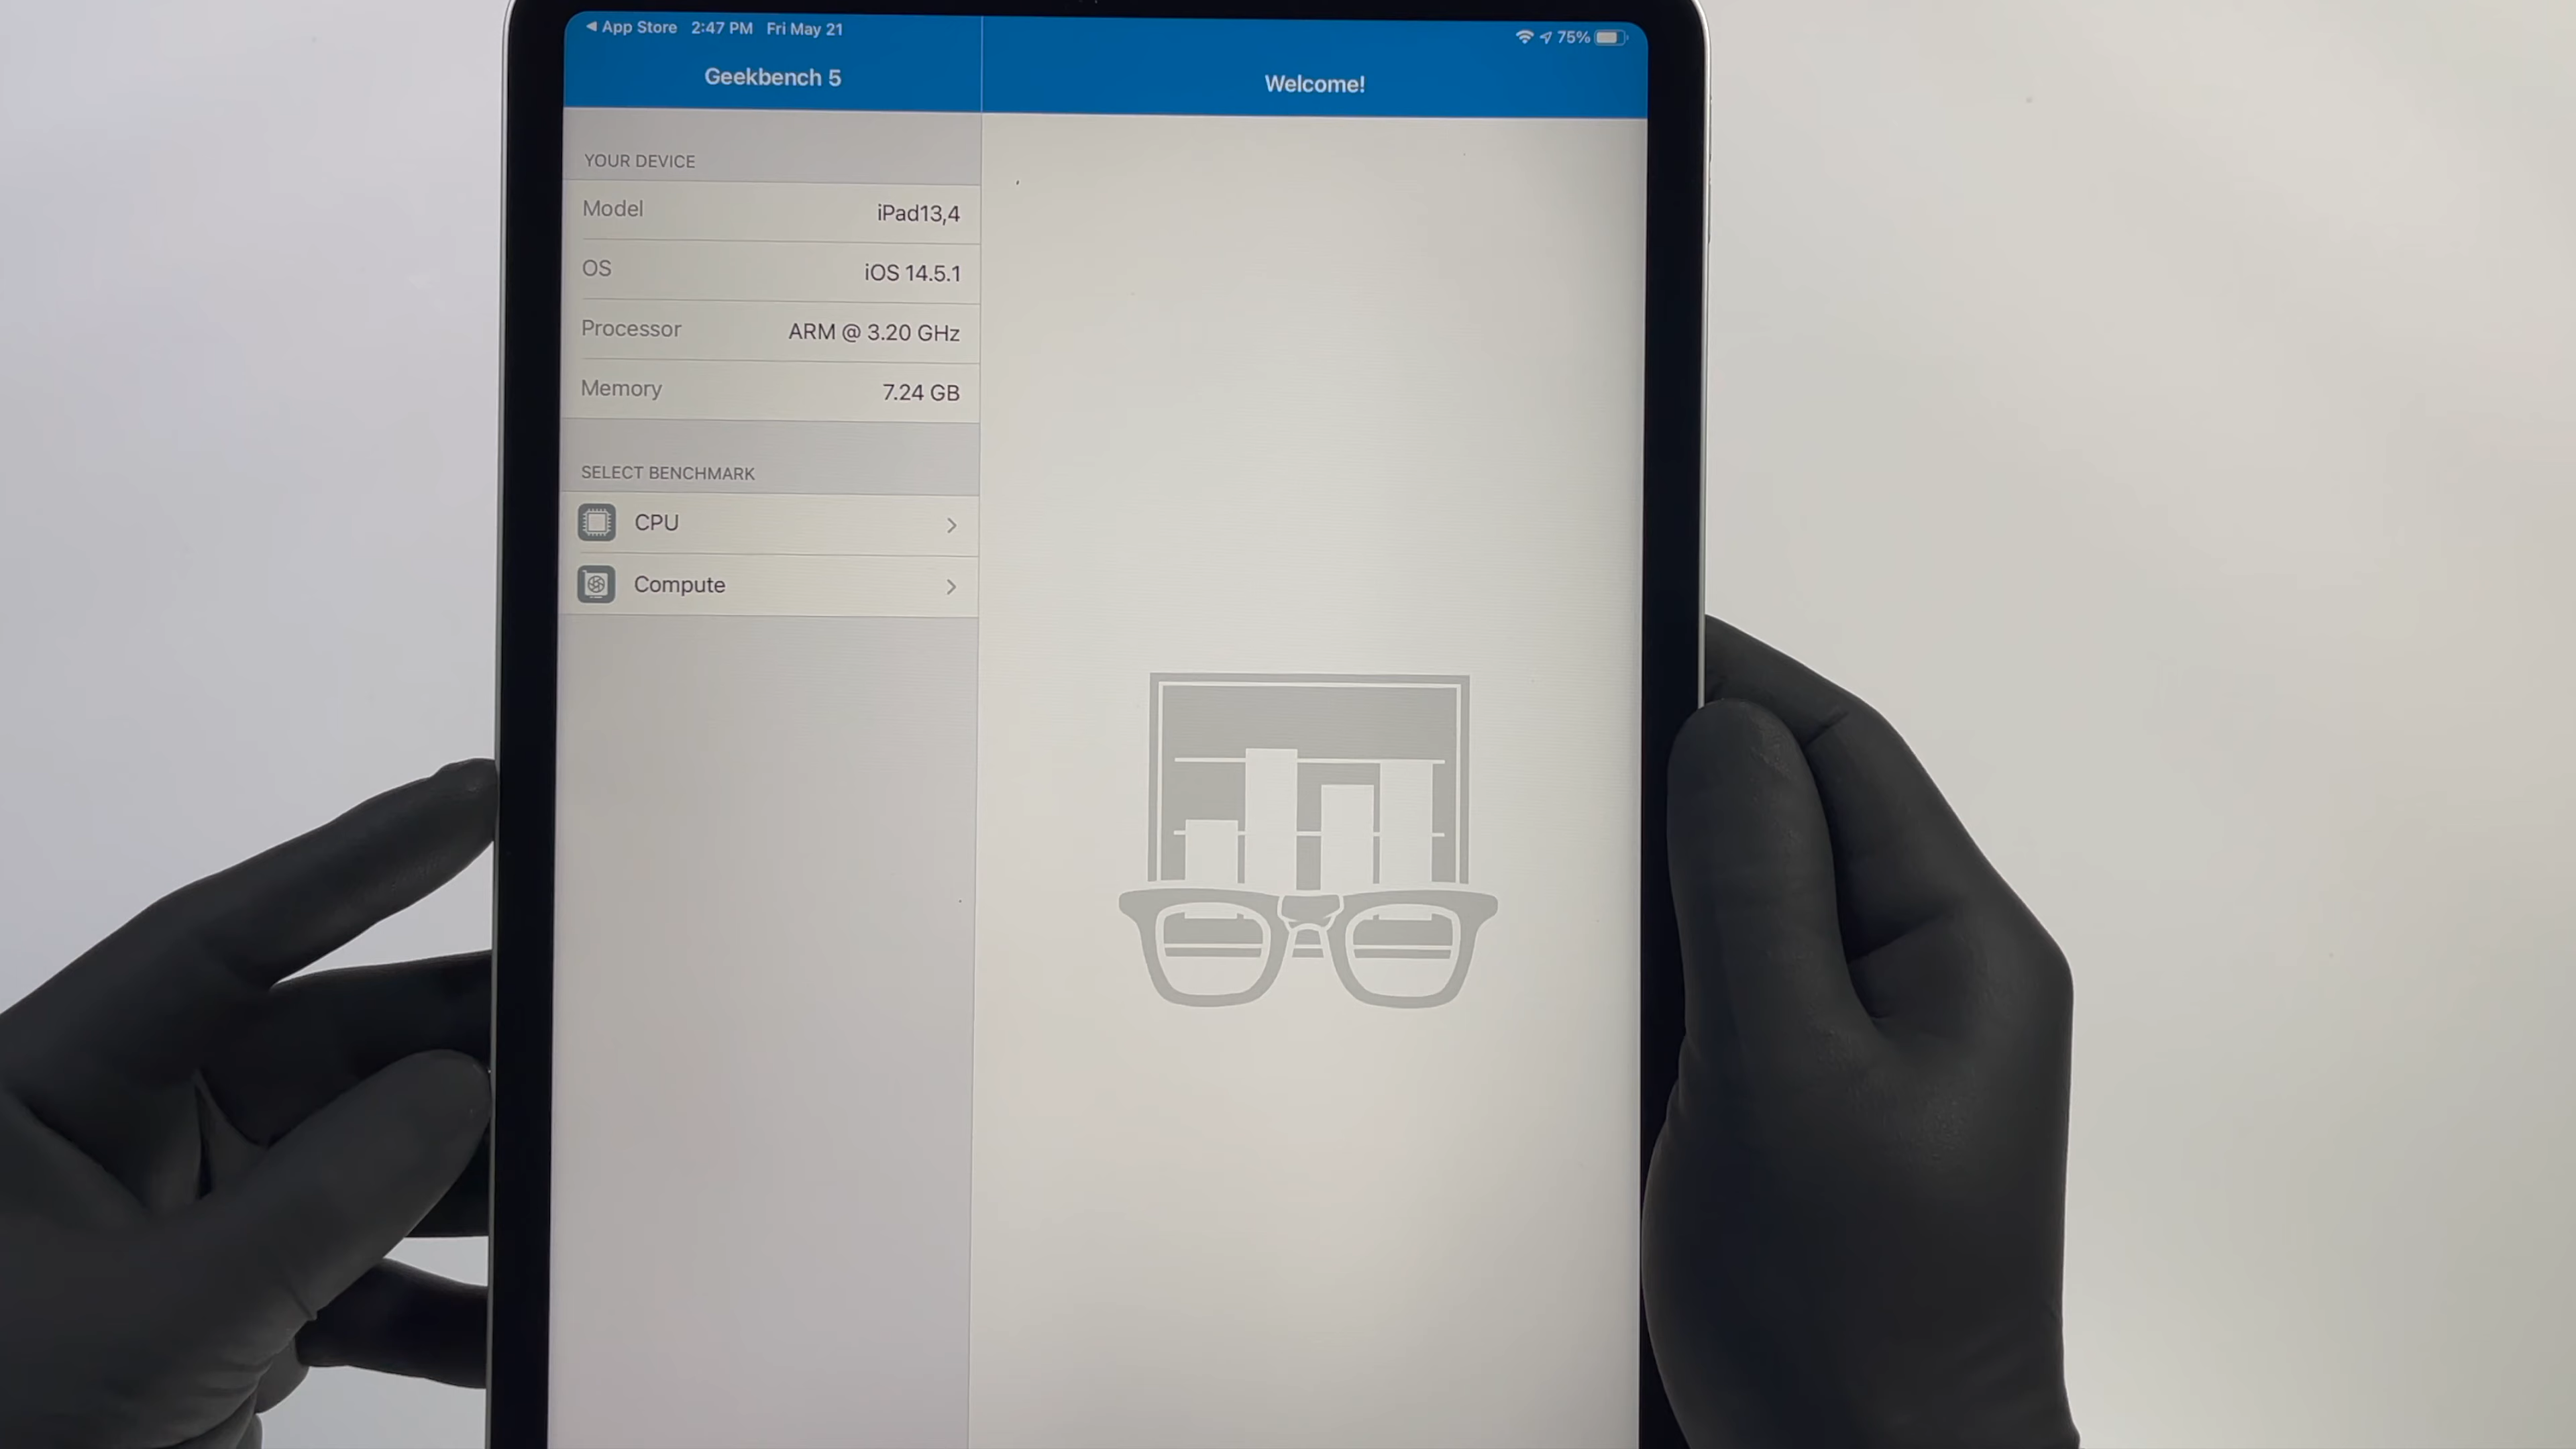 App Store 2:47 PM Fri May 21
75%
Geekbench 5
Welcome!
YOUR DEVICE
Model iPad13,4
OS iOS 14.5.1
Processor ARM @ 3.20 GHz
Memory 7.24 GB
SELECT BENCHMARK
CPU
Compute